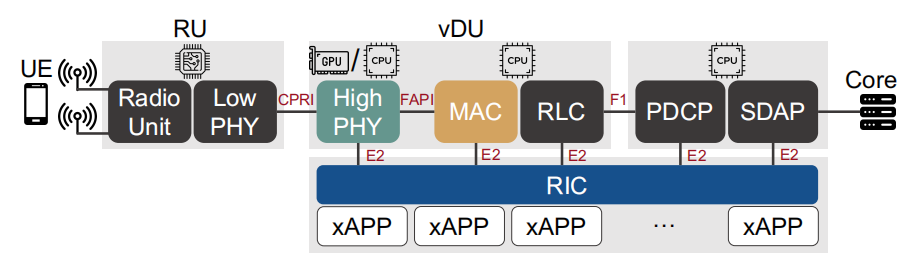 RU
vDU
UE
GPU
/
CPU
CPU
CPU
Core
Radio
Unit
Low
PHY
CPRI
High
PHY
FAPI
MAC
RLC
F1
PDCP
SDAP
E2
E2
E2
E2
E2
RIC
xAPP
xAPP
xAPP
...
xAPP